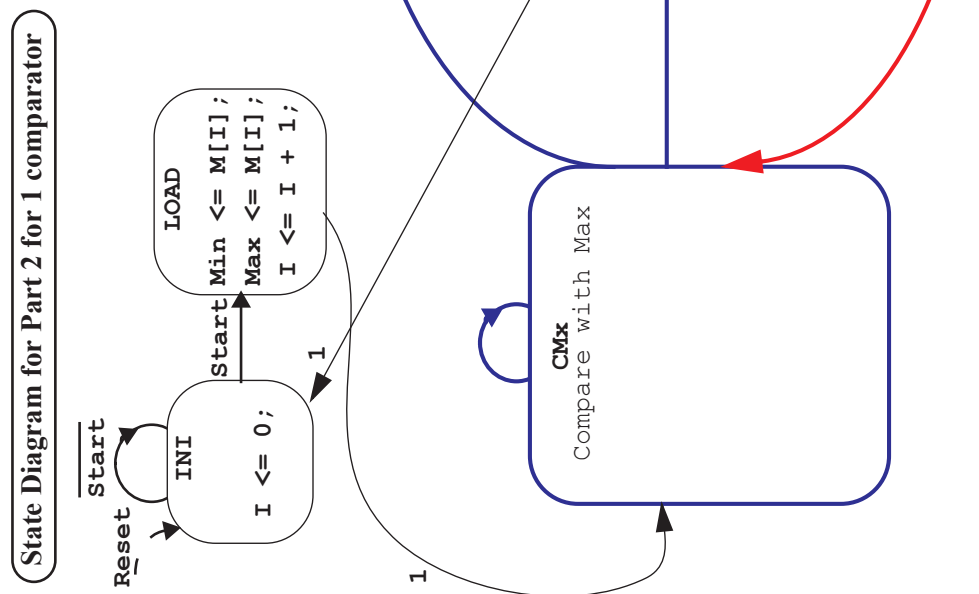 State Diagram for Part 2 for 1 comparator
Reset
Start
INI
I <= 0;
Start
LOAD
Min <= M[I];
Max <= M[I];
I <= I + 1;
1
1
CMx
Compare with Max